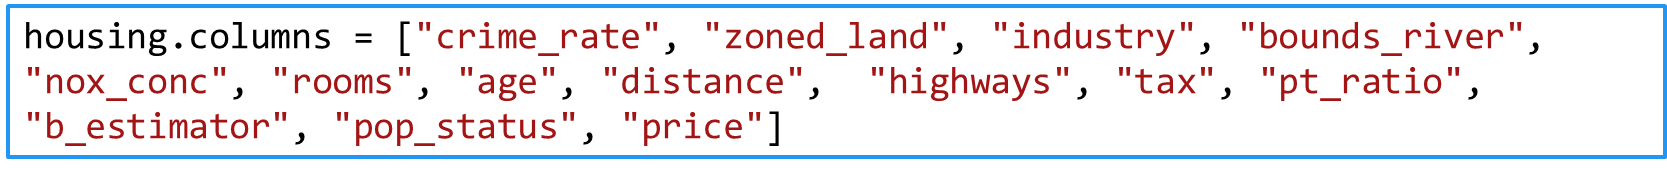 housing.columns = ["crime_rate", "zoned_land", "industry", "bounds_river",
"nox_conc", "rooms", "age", "distance",  "highways", "tax", "pt_ratio",
"b_estimator", "pop_status", "price"]